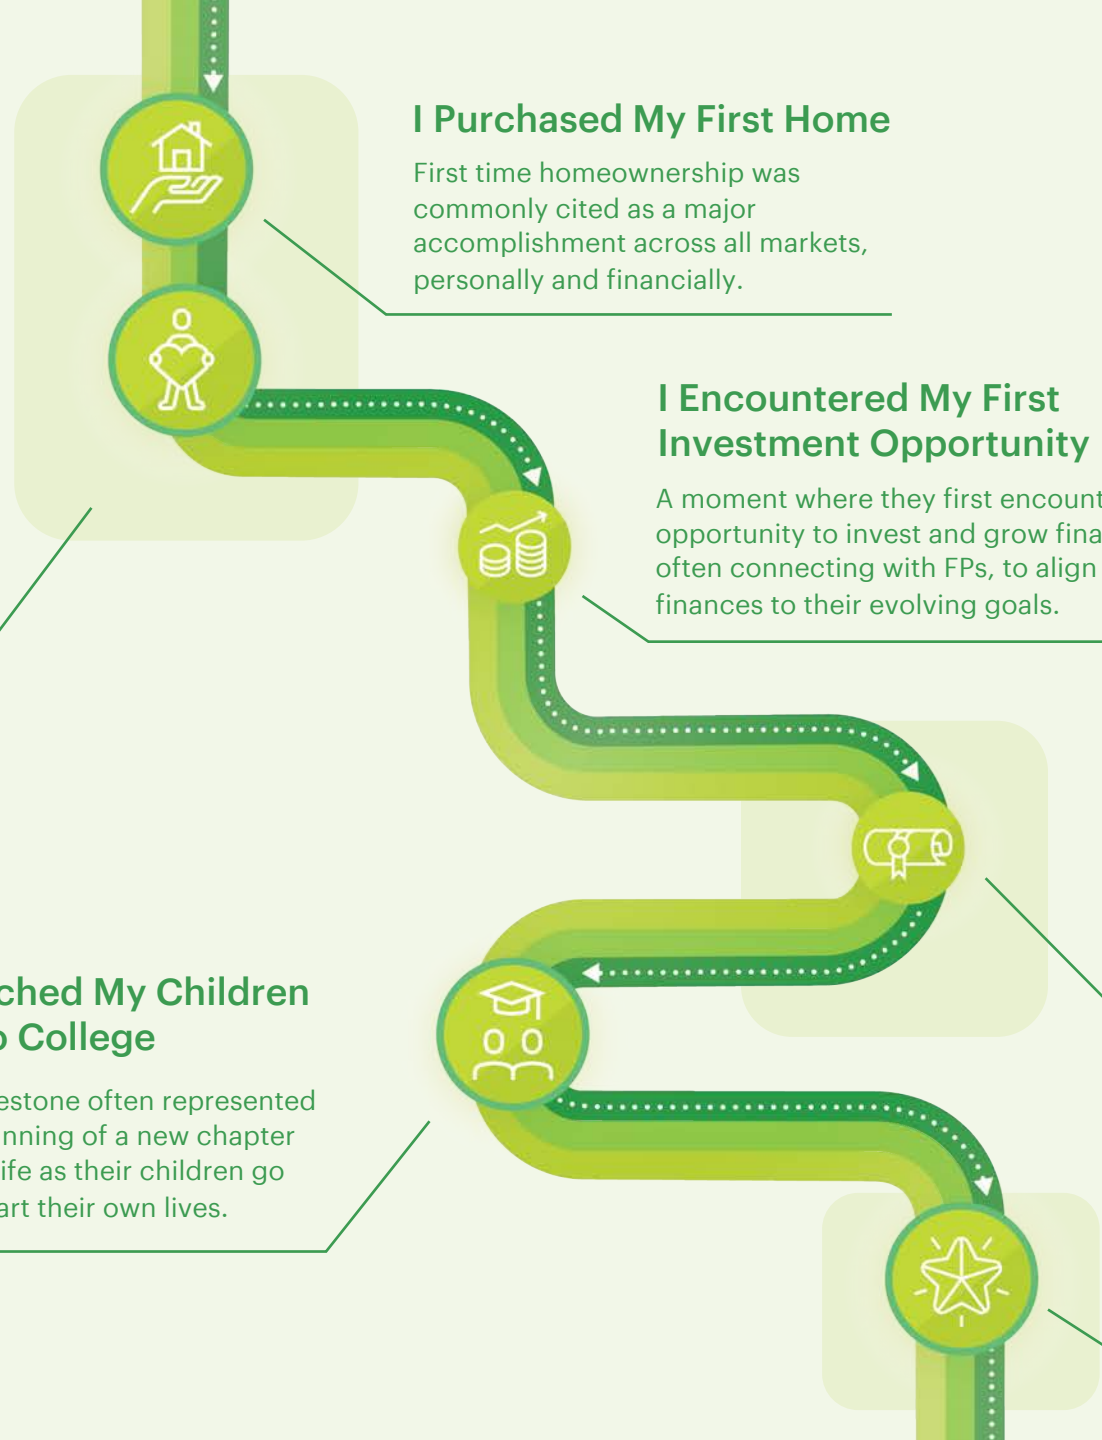 I Purchased My First Home
First time homeownership was
commonly cited as a major
accomplishment across all markets,
personally and financially.
I Encountered My First
Investment Opportunity
A moment where they first encount
opportunity to invest and grow fina
often connecting with FPs, to align
finances to their evolving goals.
ched My Children
o College
estone often represented
nning of a new chapter
ife as their children go
art their own lives.